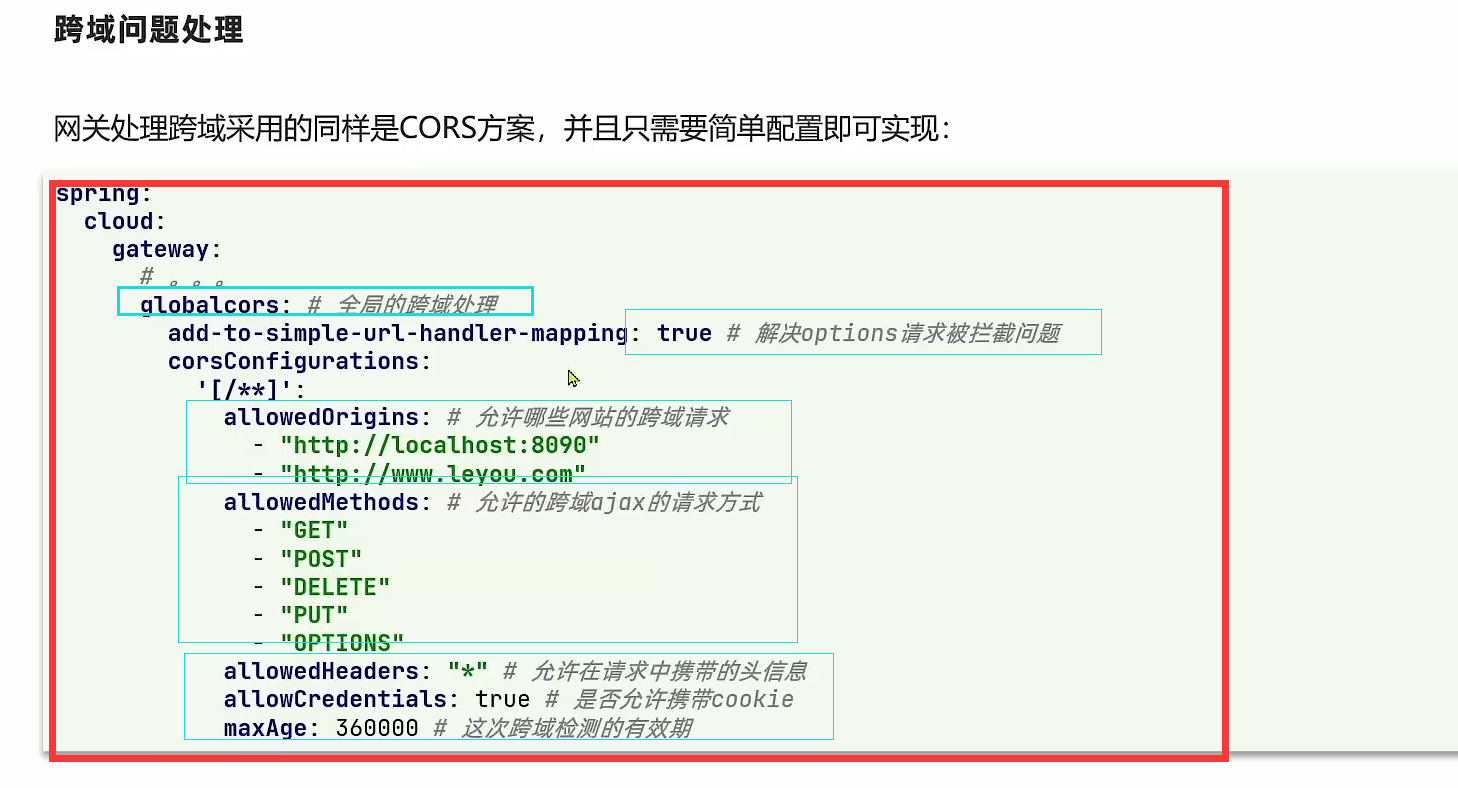 跨域问题处理
网关处理跨域采用的同样是CORS方案，并且只需要简单配置即可实现：
spring:
  cloud:
    gateway:
      # 。。。
      globalcors: # 全局的跨域处理
        add-to-simple-url-handler-mapping: true # 解决options请求被拦截问题
        corsConfigurations:
          '[/**]':
            allowedOrigins: # 允许哪些网站的跨域请求
              - "http://localhost:8090"
              - "http://www.leyou.com"
            allowedMethods: # 允许的跨域ajax的请求方式
              - "GET"
              - "POST"
              - "DELETE"
              - "PUT"
              - "OPTIONS"
            allowedHeaders: "*" # 允许在请求中携带的头信息
            allowCredentials: true # 是否允许携带cookie
            maxAge: 360000 # 这次跨域检测的有效期